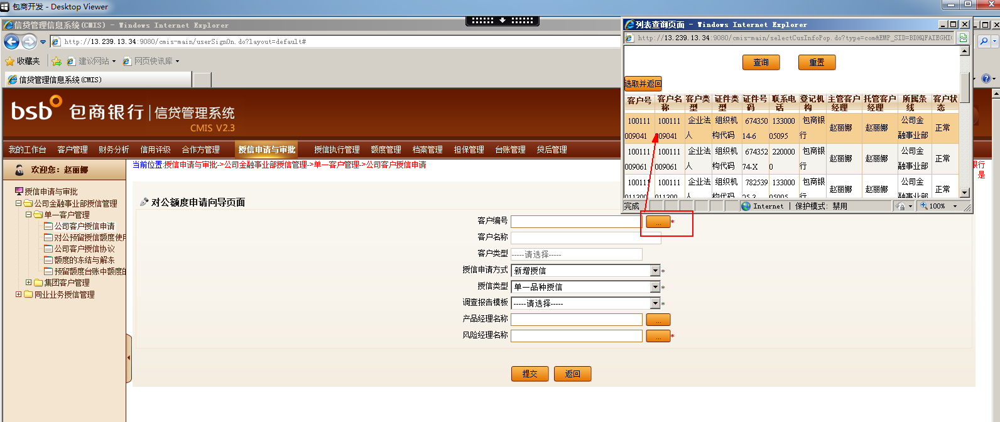 包商开发 - Desktop Viewer
信贷管理信息系统(CMIS) - Windows Internet Explorer
http://13.239.13.34:9080/cmis-main/userSignOn.do?layout=default#
收藏夹 建议网站 网页快讯库
信贷管理信息系统(CMIS)
bsb 包商银行 | 信贷管理系统
CMIS V2.3
我的工作台 客户管理 财务分析 信用评级 合作方管理 授信申请与审批 授信执行管理 额度管理 档案管理 担保管理 台账管理 贷后管理
欢迎您: 赵丽娜
当前位置:授信申请与审批->公司金融事业部授信管理->单一客户管理->公司客户授信申请
银行
是
授信申请与审批
公司金融事业部授信管理
单一客户管理
公司客户授信申请
对公预留授信额度使用
公司客户授信协议
额度的冻结与解冻
预留额度台账中额度的
集团客户管理
同业业务授信管理
对公额度申请向导页面
客户编号 ... *
客户名称
客户类型 -----请选择-----
授信申请方式 新增授信 *
授信类型 单一品种授信 *
调查报告模板 -----请选择----- *
产品经理名称 ...
风险经理名称 ... *
提交 返回
列表查询页面 - Windows Internet Explorer
http://13.239.13.34:9080/cmis-main/selectCusInfoPop.do?type=com&EMP_SID=BDHQFAIEGHI
查询 重置
选取并返回
客户号 客户名 客户类 证件类 证件号 联系电 登记机 主管客户 托管客户 所属条 客户状
称 型 型 码 话 构 经理 经理 线 态
100111 100111 企业法 组织机 674350 133000 包商银 赵丽娜 赵丽娜 公司金 正常
009041 009041 人 构代码 14-6 05095 行 融事业部
100111 100111 企业法 组织机 674352 220000 包商银 赵丽娜 赵丽娜 公司金 正常
009061 009061 人 构代码 74-X 0 行 融事业部
100111 100111 企业法 组织机 782539 133000 包商银 赵丽娜 赵丽娜 公司金 正常
人 构代码 行 融事业部
完成 Internet | 保护模式: 禁用 100%